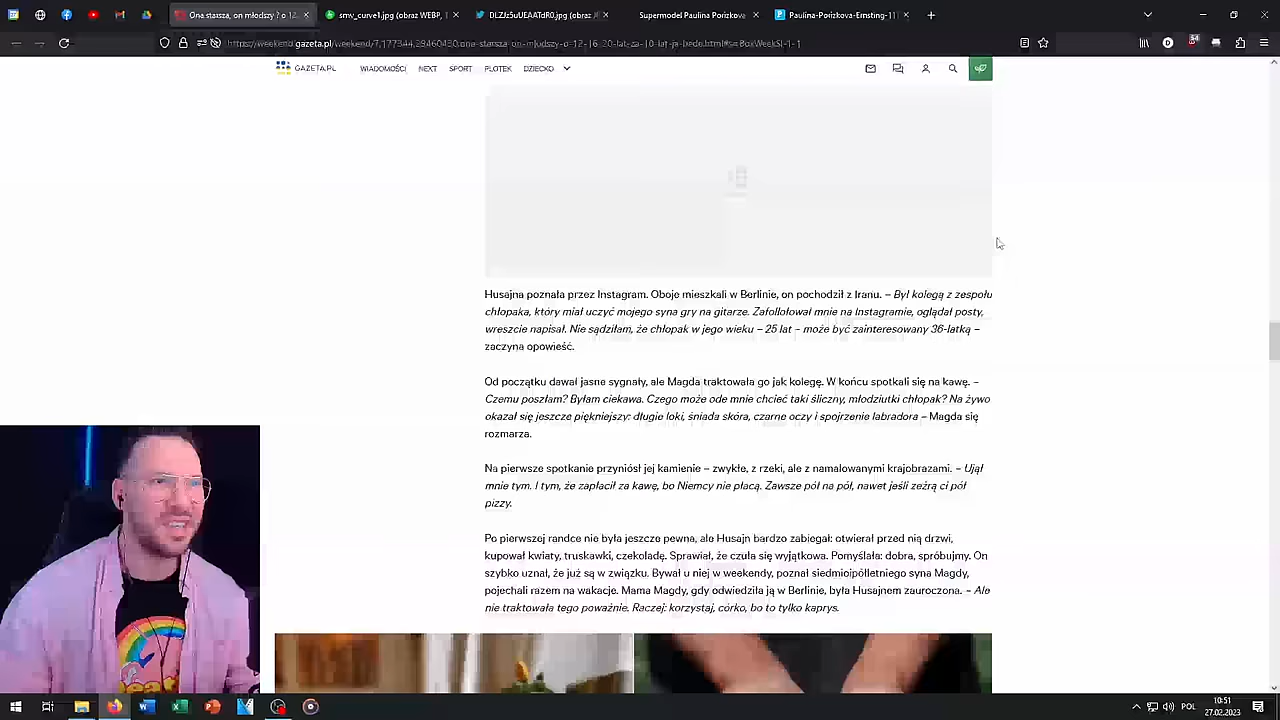 Ona starsza, on młodszy? o 12
smv_curve1.jpg (obraz WEBP, 1
DLZJz5uUEAATdR0.jpg (obraz JP
Supermodel Paulina Porizkova
Paulina-Porizkova-Ernsting-11
GAZETA.PL WIADOMOŚCI NEXT SPORT PLOTEK DZIECKO
Husajna poznała przez Instagram. Oboje mieszkali w Berlinie, on pochodził z Iranu. – Był kolegą z zespołu
chłopaka, który miał uczyć mojego syna gry na gitarze. Zafollołował mnie na Instagramie, oglądał posty,
wreszcie napisał. Nie sądziłam, że chłopak w jego wieku – 25 lat – może być zainteresowany 36-latką –
zaczyna opowieść.
Od początku dawał jasne sygnały, ale Magda traktowała go jak kolegę. W końcu spotkali się na kawę. –
Czemu poszłam? Byłam ciekawa. Czego może ode mnie chcieć taki śliczny, młodziutki chłopak? Na żywo
okazał się jeszcze piękniejszy: długie loki, śniada skóra, czarne oczy i spojrzenie labradora – Magda się
rozmarza.
Na pierwsze spotkanie przyniósł jej kamienie – zwykłe, z rzeki, ale z namalowanymi krajobrazami. – Ujął
mnie tym. I tym, że zapłacił za kawę, bo Niemcy nie płacą. Zawsze pół na pół, nawet jeśli zeżrą ci pół
pizzy.
Po pierwszej randce nie była jeszcze pewna, ale Husajn bardzo zabiegał: otwierał przed nią drzwi,
kupował kwiaty, truskawki, czekoladę. Sprawiał, że czuła się wyjątkowa. Pomyślała: dobra, spróbujmy. On
szybko uznał, że już są w związku. Bywał u niej w weekendy, poznał siedmioipółletniego syna Magdy,
pojechali razem na wakacje. Mama Magdy, gdy odwiedziła ją w Berlinie, była Husajnem zauroczona. – Ale
nie traktowała tego poważnie. Raczej: korzystaj, córko, bo to tylko kaprys.
POL
10:51
27.02.2023